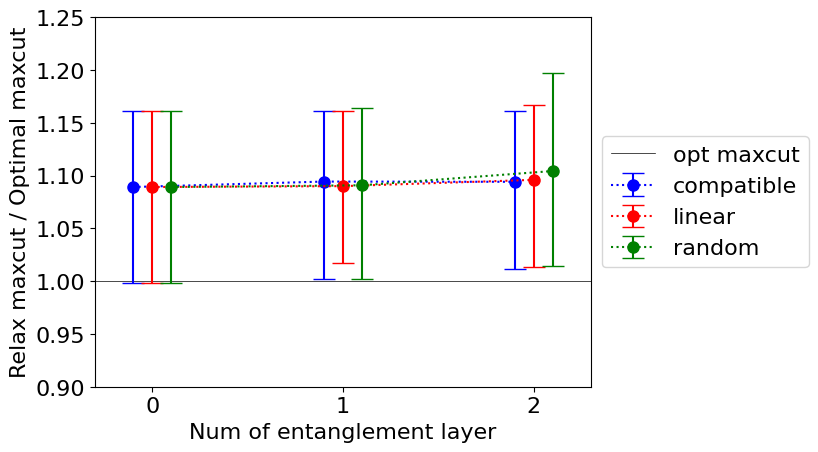 1.25
1.20
1.15
1.10
1.05
1.00
0.95
0.90
Relax maxcut / Optimal maxcut
0
1
2
Num of entanglement layer
opt maxcut
compatible
linear
random